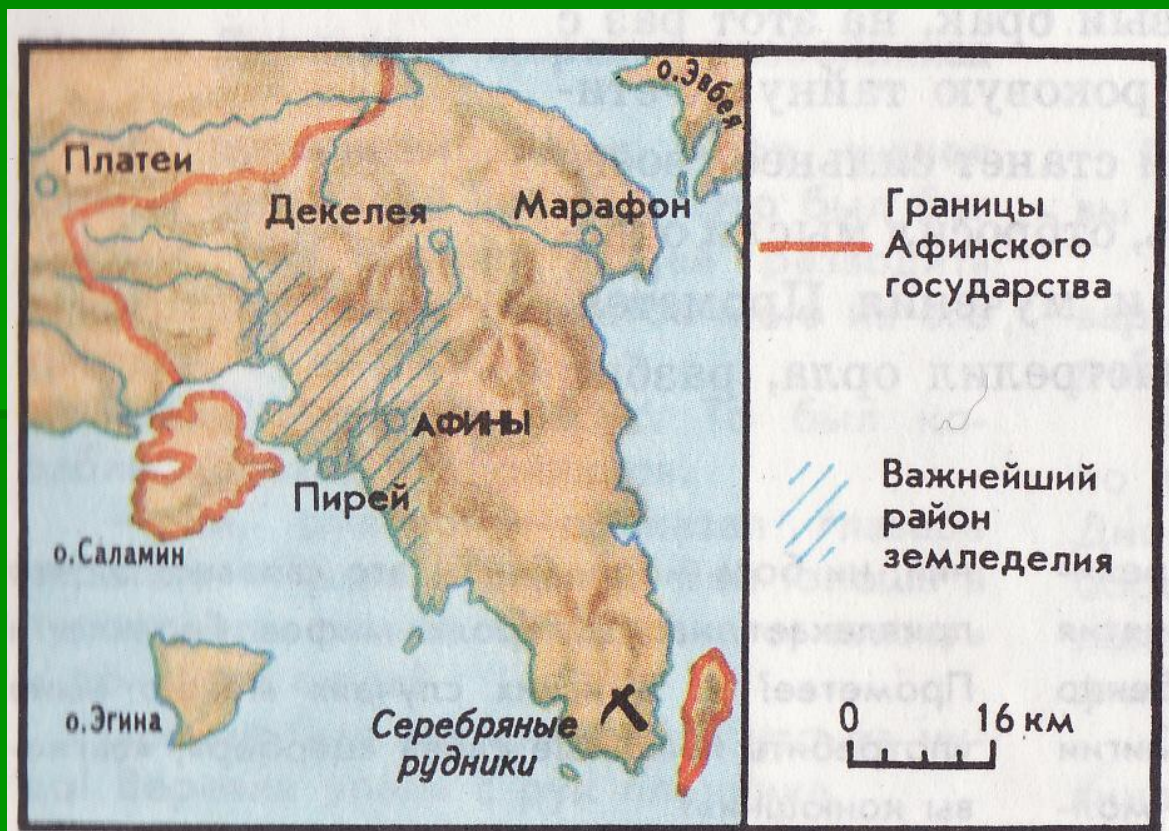 о.Эвбея
Платеи
Декелея
Марафон
АФИНЫ
Пирей
о.Саламин
о.Эгина
Серебряные
рудники
Границы
Афинского
государства
Важнейший
район
земледелия
0 16 км